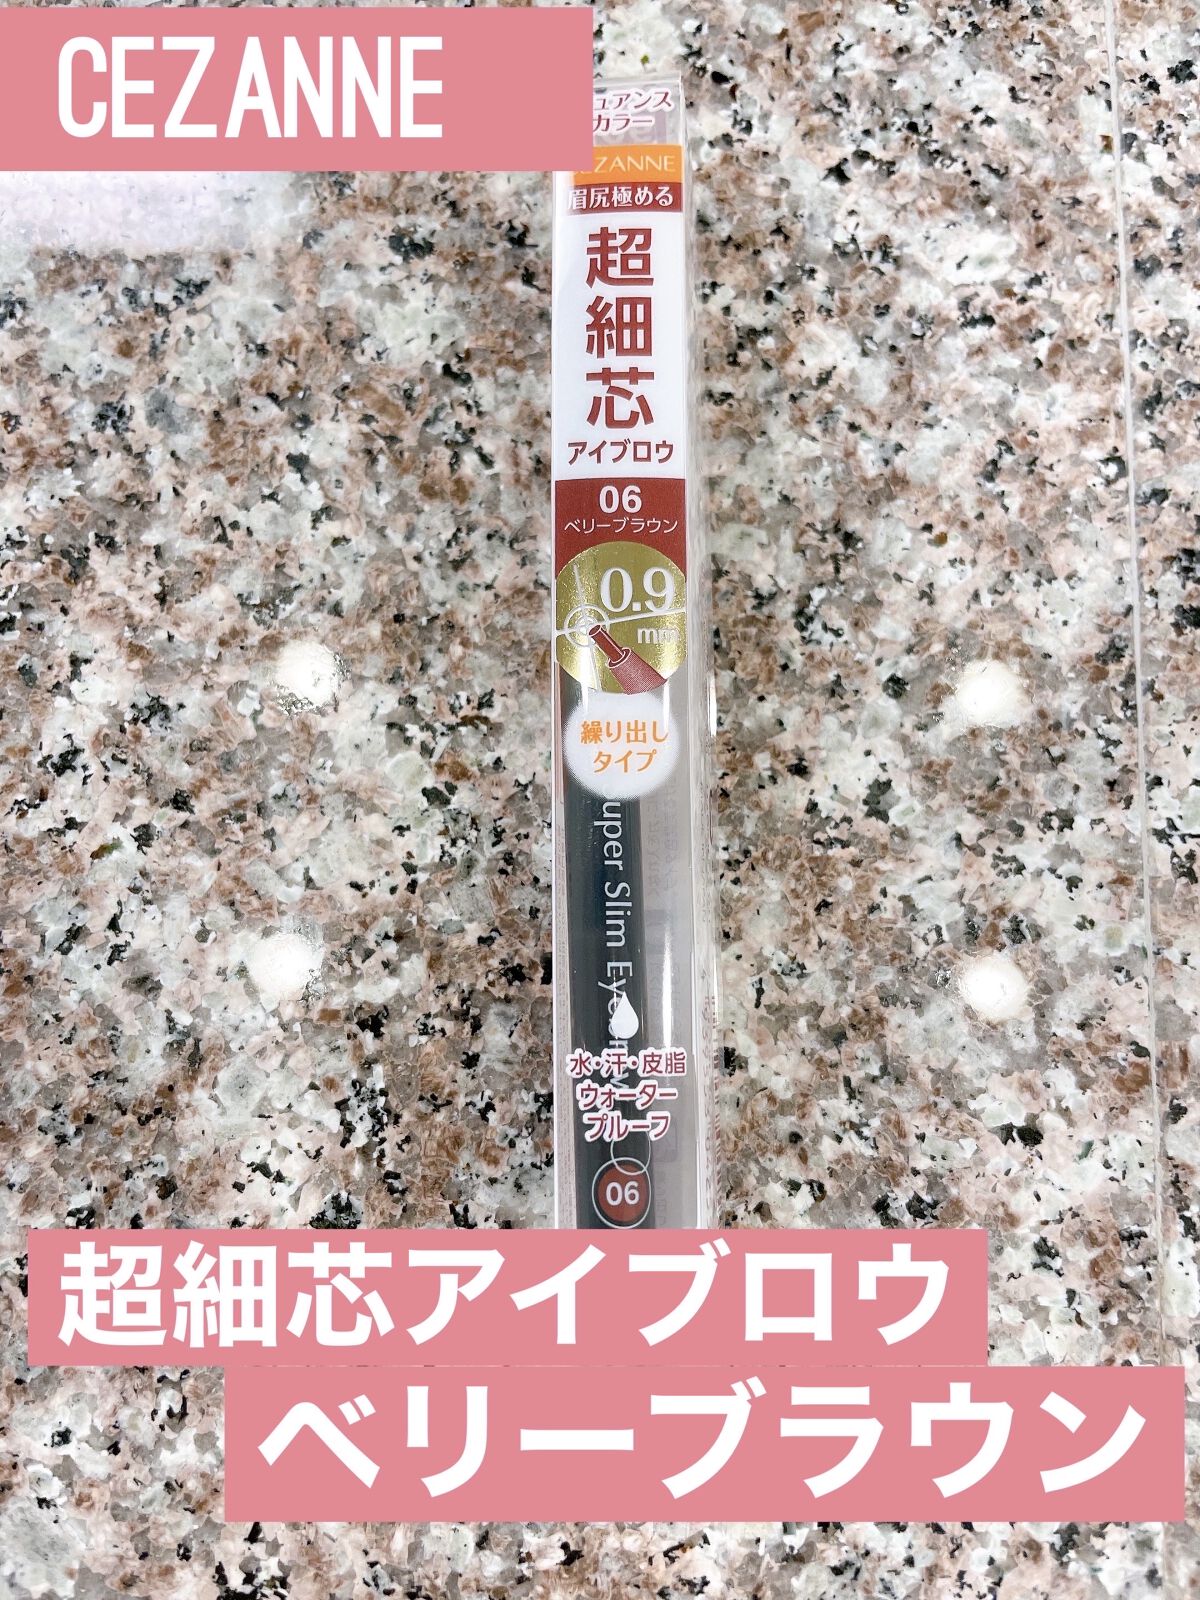 CEZANNE
ュアンス
カラー
EZANNE
眉尻極める
超
細
芯
アイブロウ
06
ベリーブラウン
0.9
mm
繰り出し
タイプ
uper Slim Eye
水・汗・皮脂
ウォーター
プルーフ
06
超細芯アイブロウ
ベリーブラウン